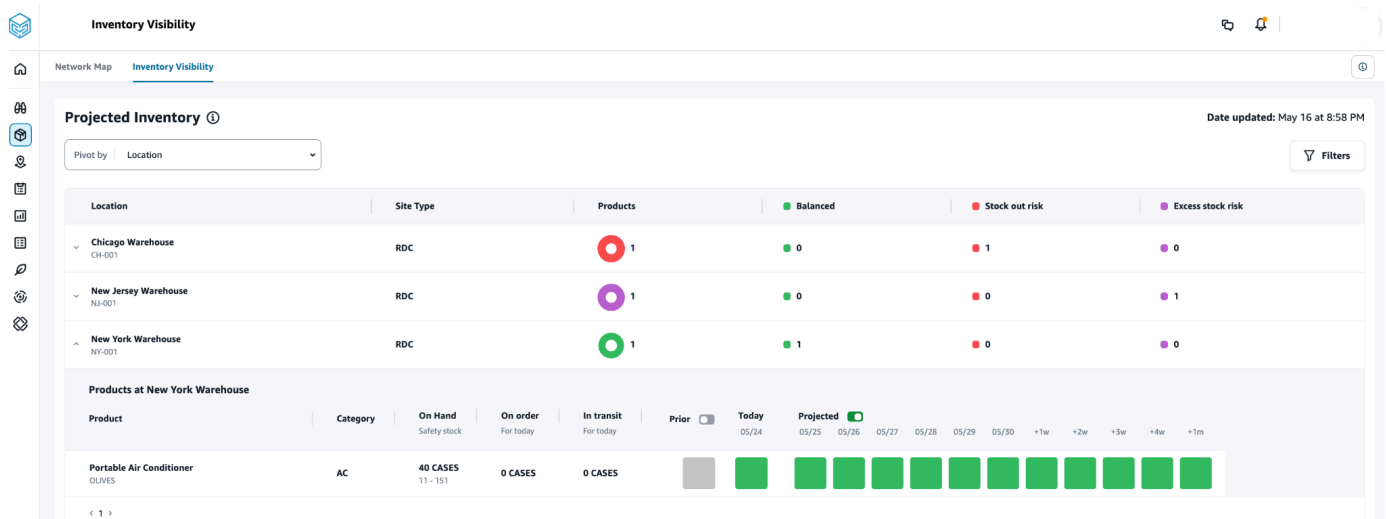 Inventory Visibility
Network Map Inventory Visibility
Projected Inventory
Date updated: May 16 at 8:58 PM
Pivot by Location
Filters
Location Site Type Products Balanced Stock out risk Excess stock risk
Chicago Warehouse RDC 1 0 1 0
CH-001
New Jersey Warehouse RDC 1 0 0 1
NJ-001
New York Warehouse RDC 1 1 0 0
NY-001
Products at New York Warehouse
Product Category On Hand On order In transit Prior Today Projected
Safety stock For today For today 05/24 05/25 05/26 05/27 05/28 05/29 05/30 +1w +2w +3w +4w +1m
Portable Air Conditioner AC 40 CASES 0 CASES 0 CASES
OLIVES 11 - 151
< 1 >